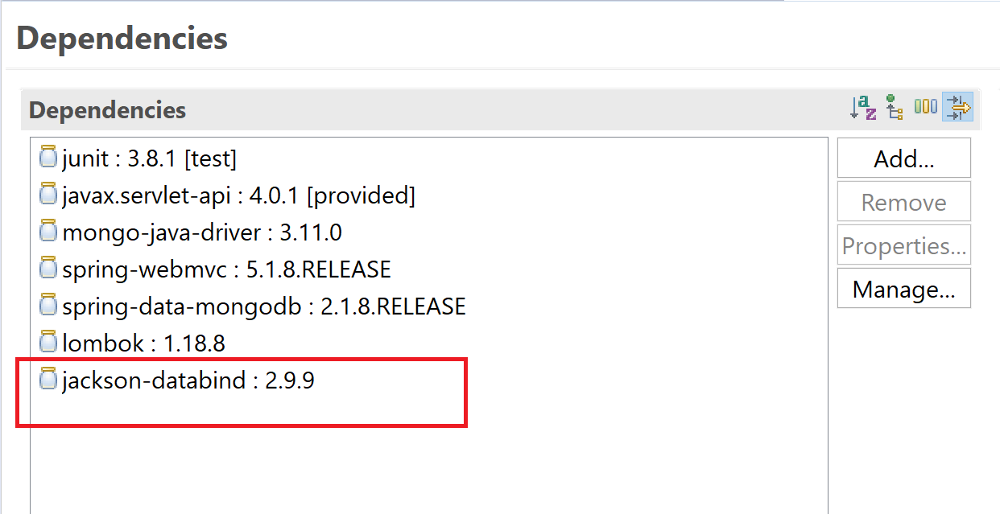 Dependencies
Dependencies
junit : 3.8.1 [test]
javax.servlet-api : 4.0.1 [provided]
mongo-java-driver : 3.11.0
spring-webmvc : 5.1.8.RELEASE
spring-data-mongodb : 2.1.8.RELEASE
lombok : 1.18.8
jackson-databind : 2.9.9
Add...
Remove
Properties...
Manage...